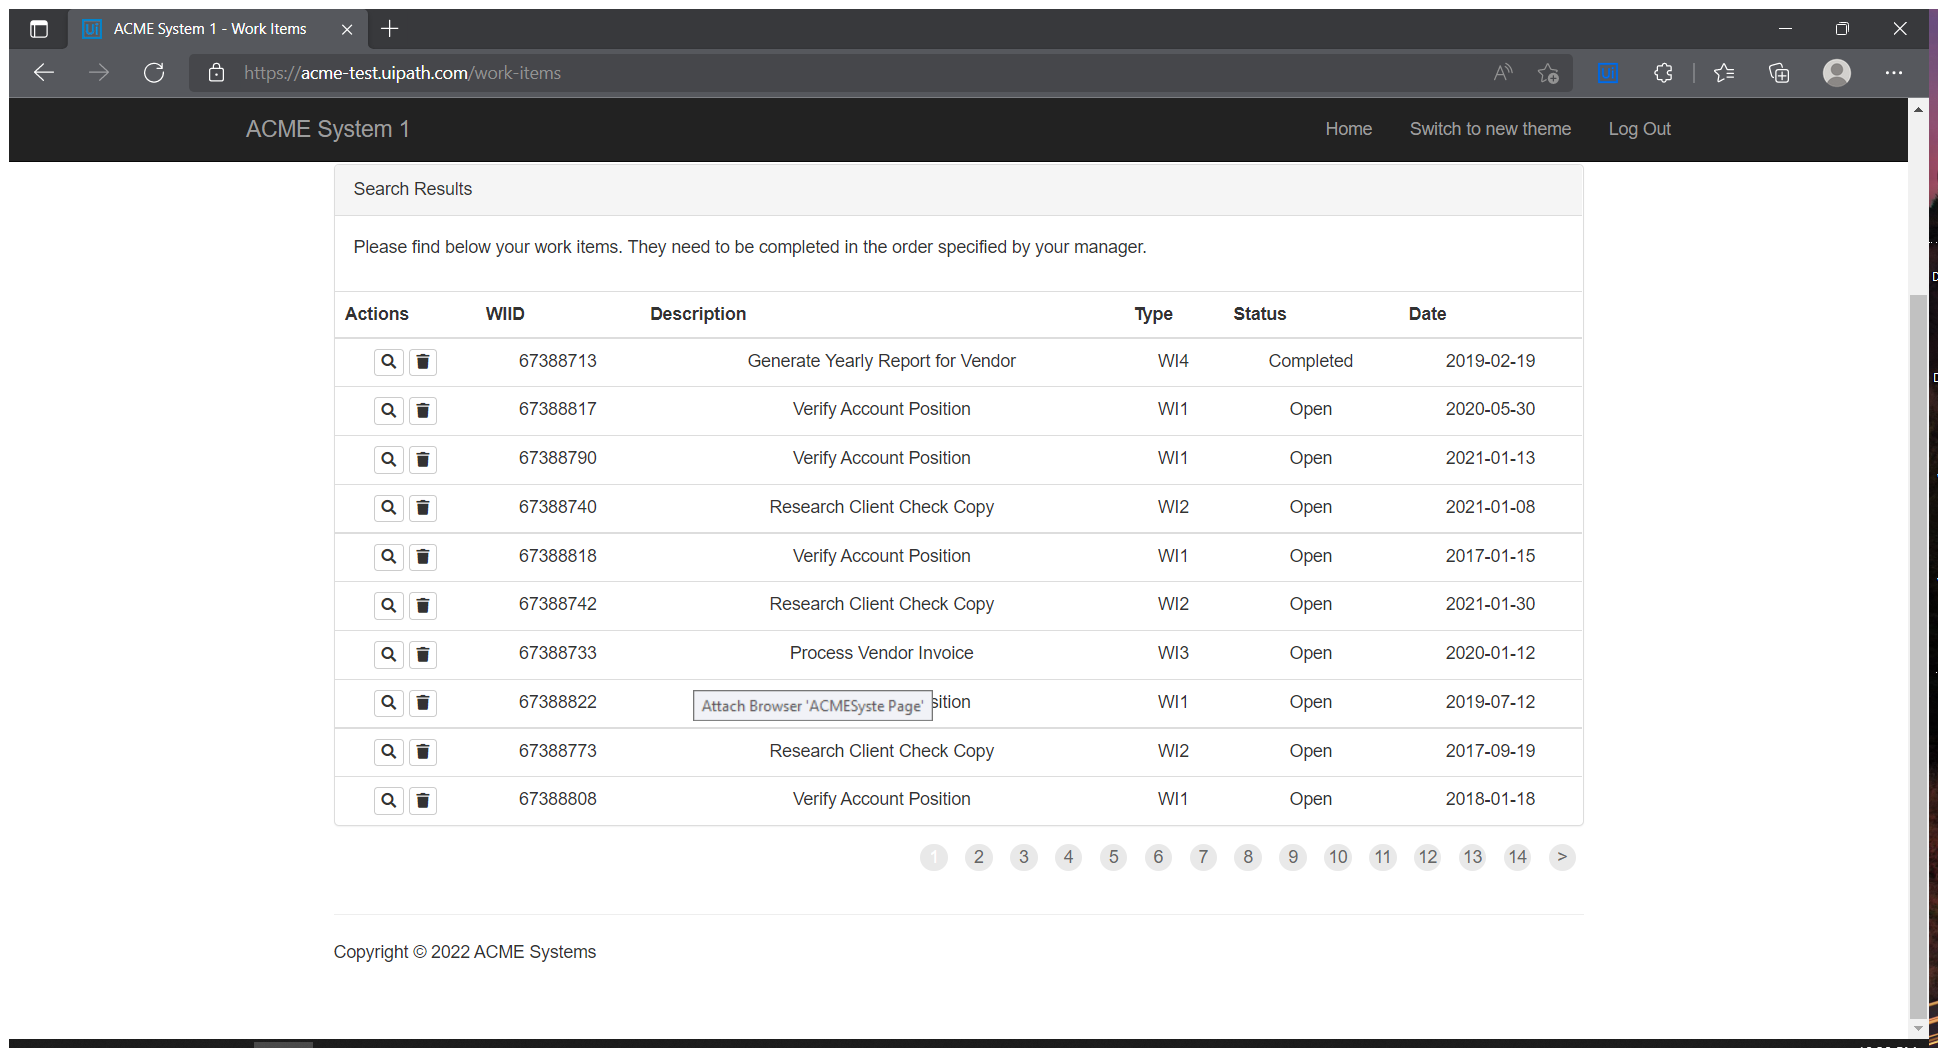 ACME System 1 - Work Items
https://acme-test.uipath.com/work-items
ACME System 1 Home Switch to new theme Log Out
Search Results
Please find below your work items. They need to be completed in the order specified by your manager.
Actions WIID Description Type Status Date
67388713 Generate Yearly Report for Vendor WI4 Completed 2019-02-19
67388817 Verify Account Position WI1 Open 2020-05-30
67388790 Verify Account Position WI1 Open 2021-01-13
67388740 Research Client Check Copy WI2 Open 2021-01-08
67388818 Verify Account Position WI1 Open 2017-01-15
67388742 Research Client Check Copy WI2 Open 2021-01-30
67388733 Process Vendor Invoice WI3 Open 2020-01-12
67388822 Attach Browser 'ACMESyste Page' sition WI1 Open 2019-07-12
67388773 Research Client Check Copy WI2 Open 2017-09-19
67388808 Verify Account Position WI1 Open 2018-01-18
1 2 3 4 5 6 7 8 9 10 11 12 13 14 >
Copyright © 2022 ACME Systems